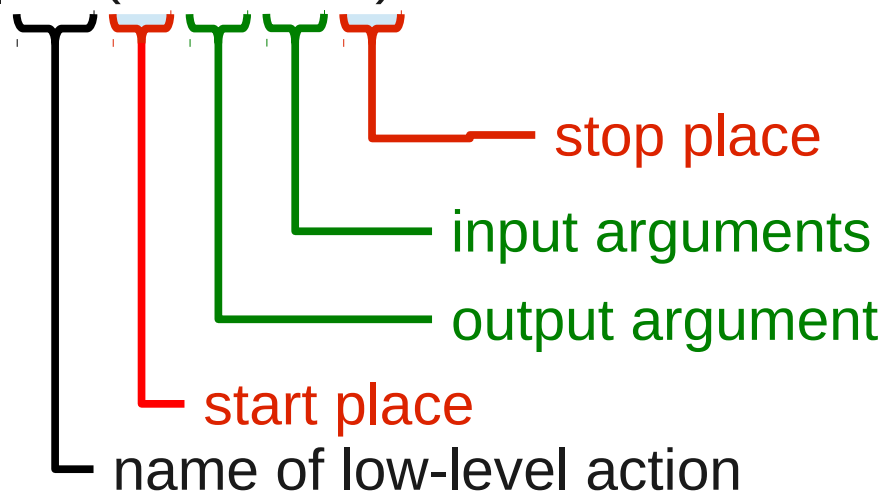 stop place
input arguments
output argument
start place
name of low-level action